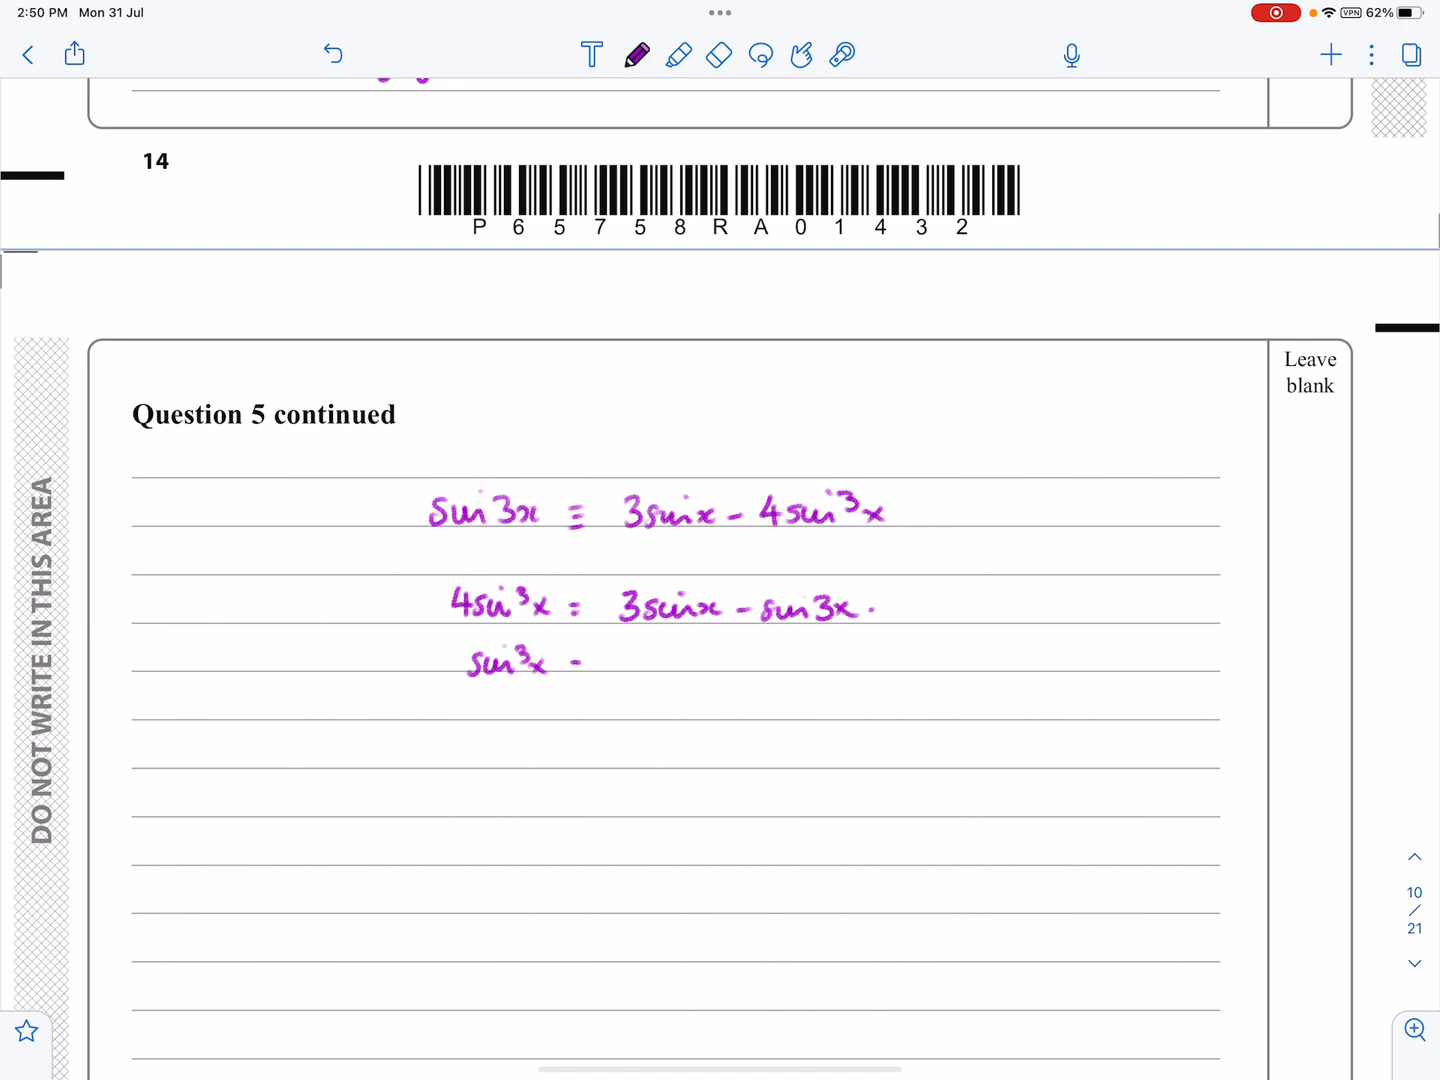 2:50 PM Mon 31 Jul
VPN 62%
14
P 6 5 7 5 8 R A 0 1 4 3 2
Leave
blank
DO NOT WRITE IN THIS AREA
Question 5 continued
sin 3x ≡ 3sinx - 4sin³x
4sin³x = 3sinx - sin3x.
sin³x =
10
/
21